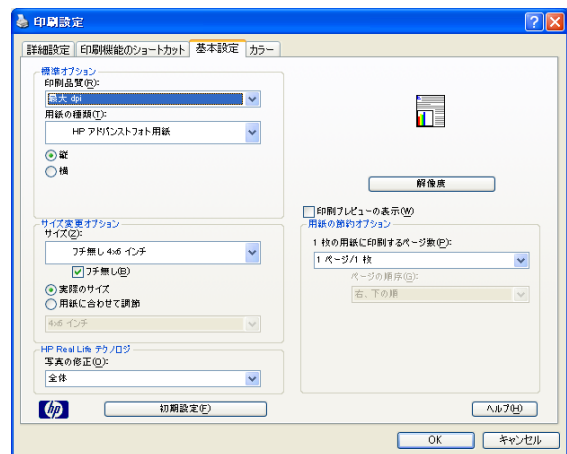 印刷設定
詳細設定 印刷機能のショートカット 基本設定 カラー
標準オプション
印刷品質(R):
最大 dpi
用紙の種類(T):
HP アドバンストフォト用紙
縦
横
解像度
印刷プレビューの表示(W)
サイズ変更オプション
サイズ(Z):
フチ無し 4x6 インチ
フチ無し(B)
実際のサイズ
用紙に合わせて調節
4x6 インチ
用紙の節約オプション
1 枚の用紙に印刷するページ数(P):
1 ページ/1 枚
ページの順序(G):
右、下の順
HP Real Life テクノロジ
写真の修正(O):
全体
hp
初期設定(F)
ヘルプ(H)
OK キャンセル